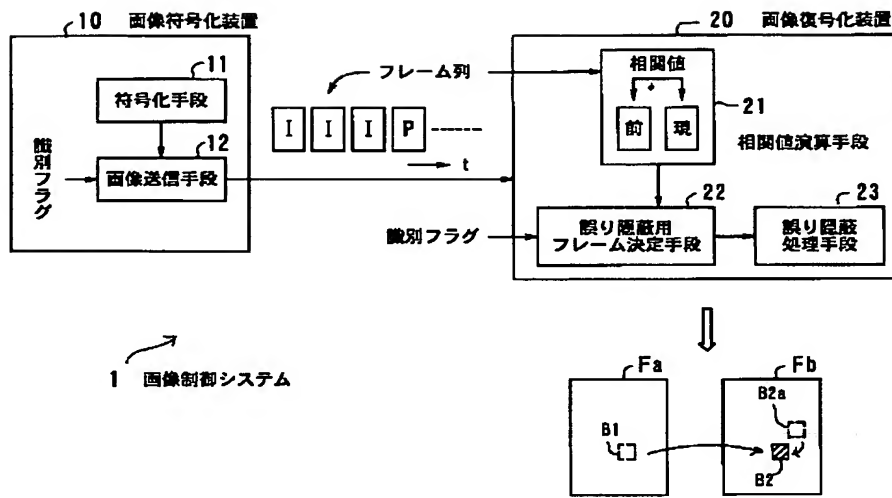 10 画像符号化装置
11
符号化手段
12
識別フラグ
画像送信手段
フレーム列
I I I P
t
20 画像復号化装置
相関値
前 現
21
相関値演算手段
22
識別フラグ
誤り隠蔽用
フレーム決定手段
23
誤り隠蔽
処理手段
1 画像制御システム
Fa
B1
Fb
B2a
B2